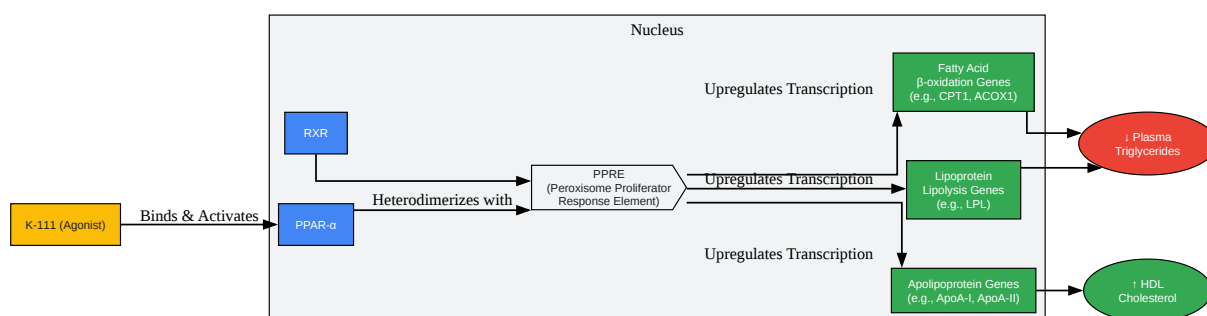 Nucleus
Fatty Acid
β-oxidation Genes
(e.g., CPT1, ACOX1)
Upregulates Transcription
RXR
↓ Plasma
Triglycerides
PPRE
(Peroxisome Proliferator
Response Element)
Upregulates Transcription
Lipoprotein
Lipolysis Genes
(e.g., LPL)
Heterodimerizes with
K-111 (Agonist)
Binds & Activates
PPAR-α
Upregulates Transcription
Apolipoprotein Genes
(e.g., ApoA-I, ApoA-II)
↑ HDL
Cholesterol